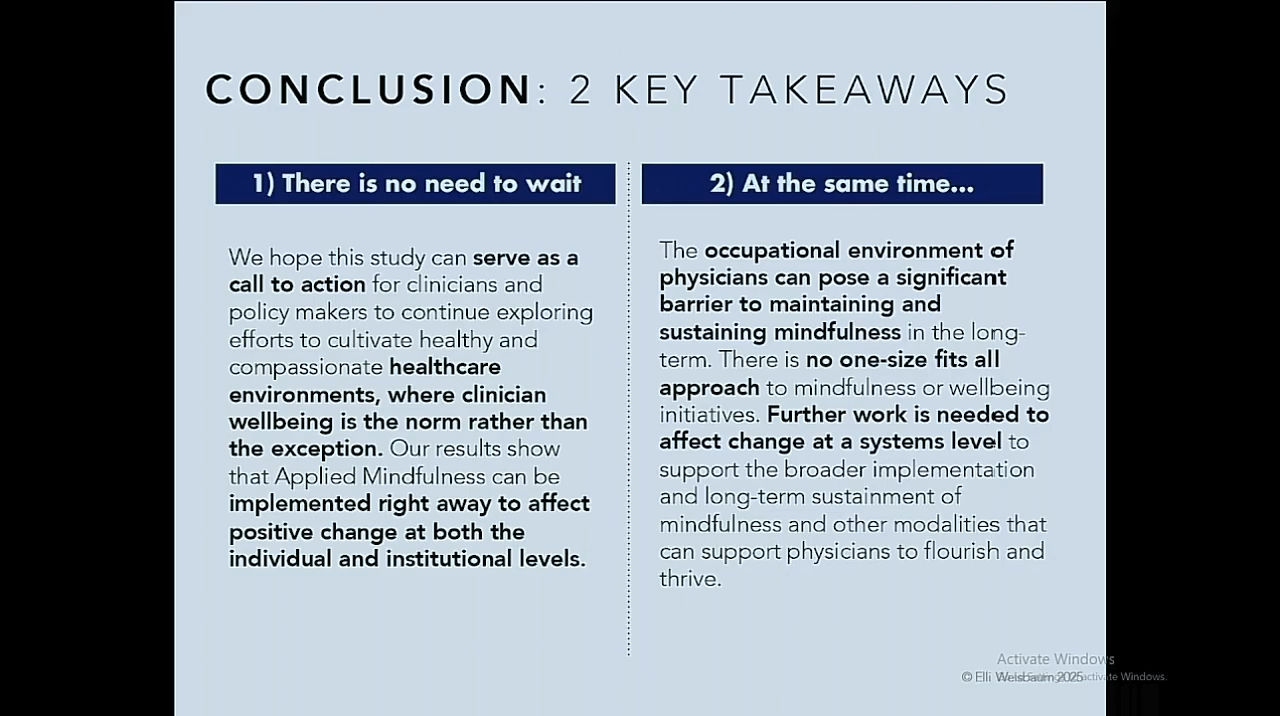 CONCLUSION: 2 KEY TAKEAWAYS
1) There is no need to wait
We hope this study can serve as a
call to action for clinicians and
policy makers to continue exploring
efforts to cultivate healthy and
compassionate healthcare
environments, where clinician
wellbeing is the norm rather than
the exception. Our results show
that Applied Mindfulness can be
implemented right away to affect
positive change at both the
individual and institutional levels.
2) At the same time...
The occupational environment of
physicians can pose a significant
barrier to maintaining and
sustaining mindfulness in the long-
term. There is no one-size fits all
approach to mindfulness or wellbeing
initiatives. Further work is needed to
affect change at a systems level to
support the broader implementation
and long-term sustainment of
mindfulness and other modalities that
can support physicians to flourish and
thrive.
Activate Windows
© Elli Weisbaum 2025
activate Windows.